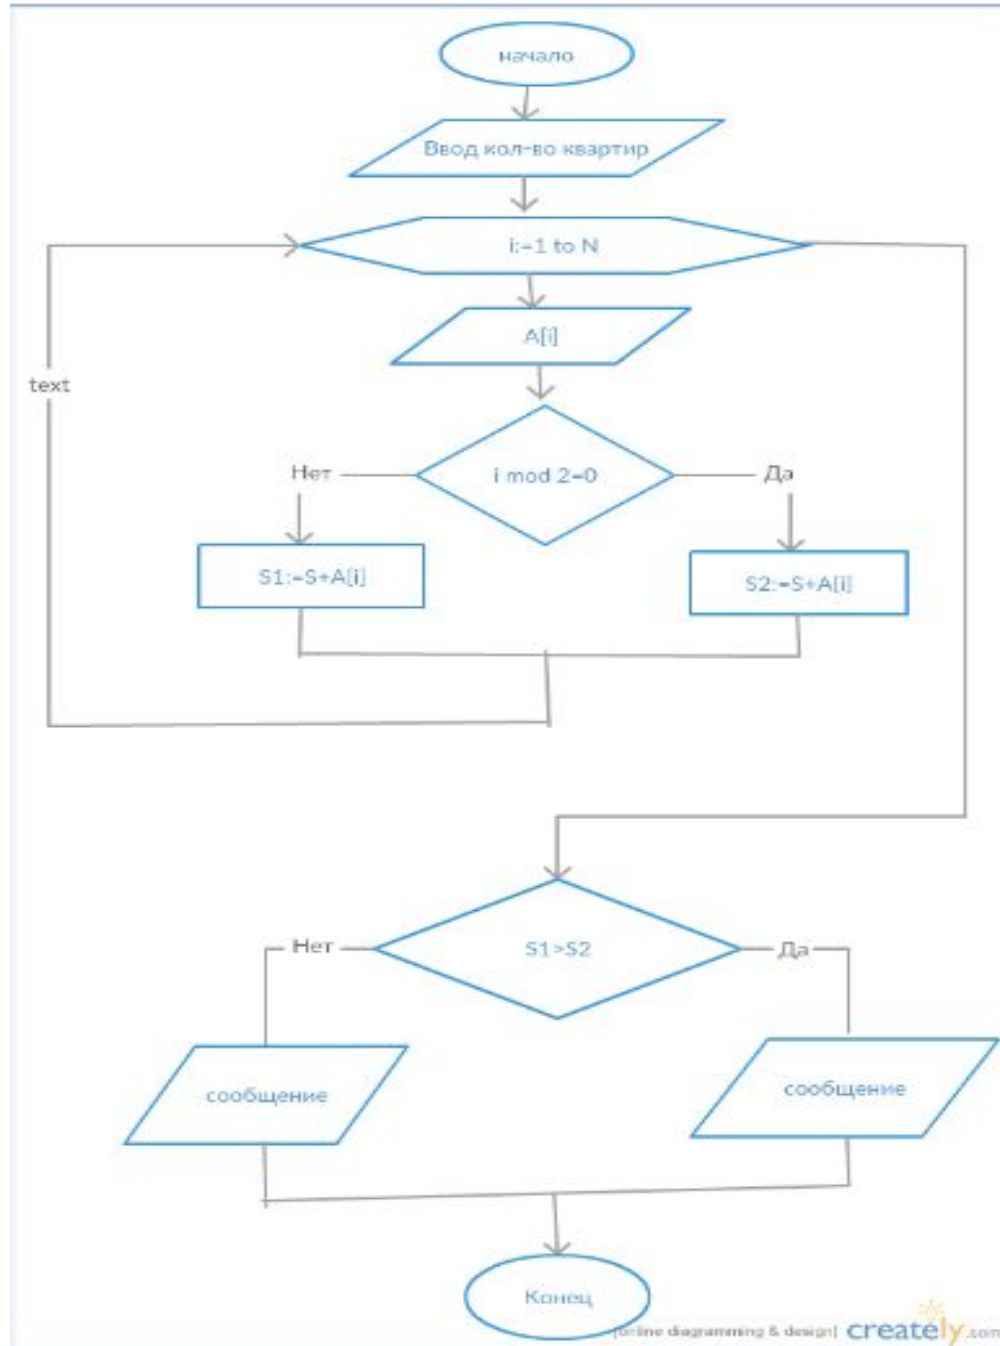 начало
Ввод кол-во квартир
i:=1 to N
A[i]
text
i mod 2=0
Нет
Да
S1:=S+A[i]
S2:=S+A[i]
S1>S2
Нет
Да
сообщение
сообщение
Конец
[online diagramming & design] creately.com